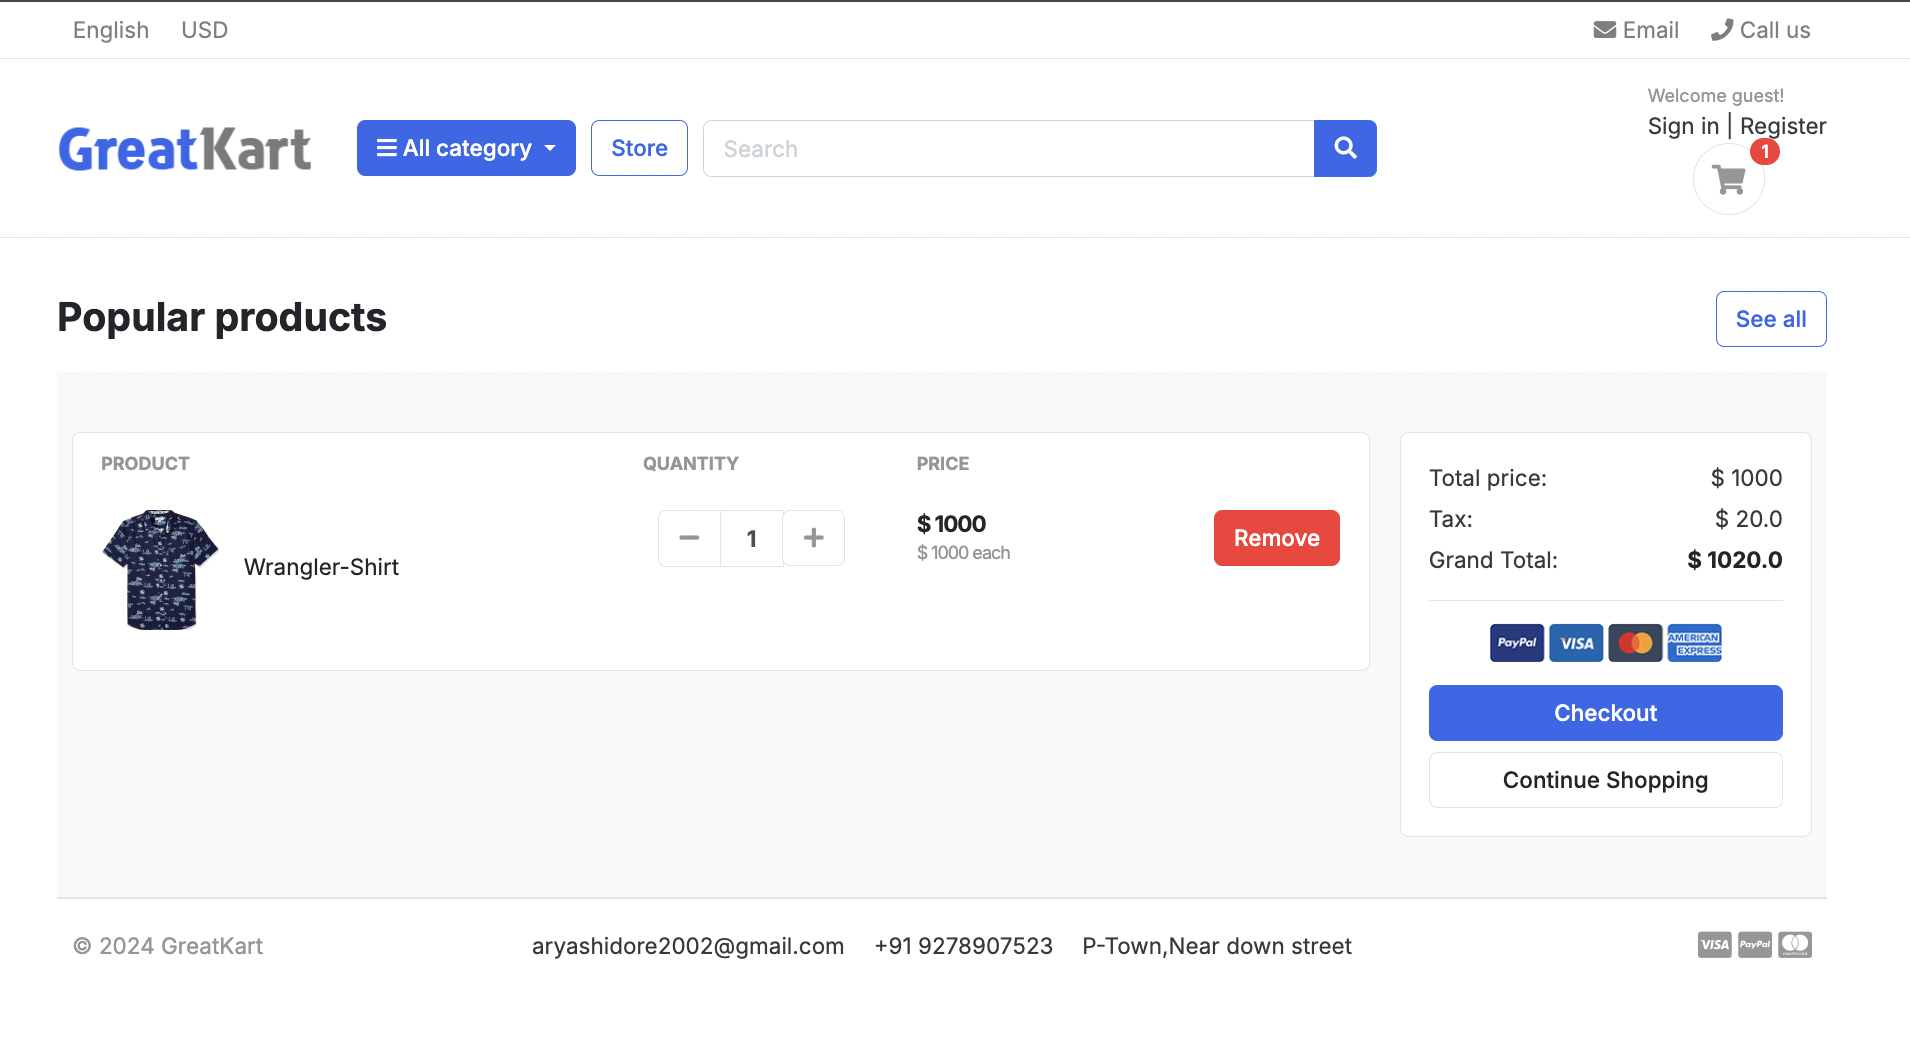 English USD Email Call us
Welcome guest!
Sign in | Register
GreatKart All category Store Search 1
Popular products See all
PRODUCT QUANTITY PRICE
Wrangler-Shirt 1 $ 1000 Remove
$ 1000 each
Total price: $ 1000
Tax: $ 20.0
Grand Total: $ 1020.0
PayPal VISA AMERICAN EXPRESS
Checkout
Continue Shopping
© 2024 GreatKart aryashidore2002@gmail.com +91 9278907523 P-Town,Near down street VISA PayPal mastercard